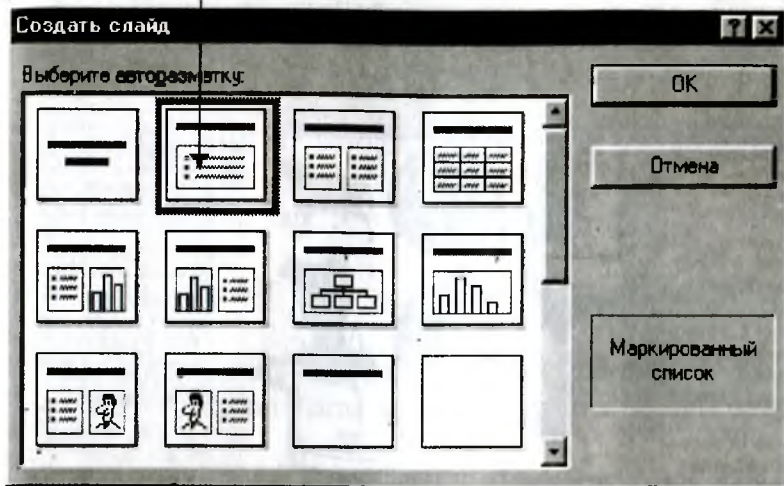 Создать слайд
Выберите авторазметку:
OK
Отмена
Маркированный
список